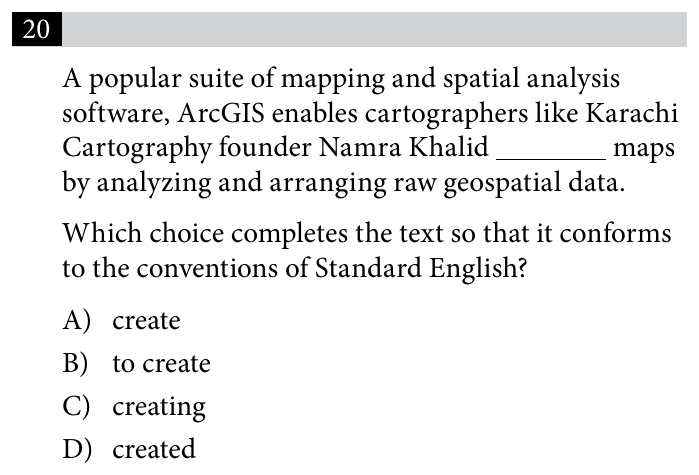 20
A popular suite of mapping and spatial analysis
software, ArcGIS enables cartographers like Karachi
Cartography founder Namra Khalid ________ maps
by analyzing and arranging raw geospatial data.
Which choice completes the text so that it conforms
to the conventions of Standard English?
A) create
B) to create
C) creating
D) created